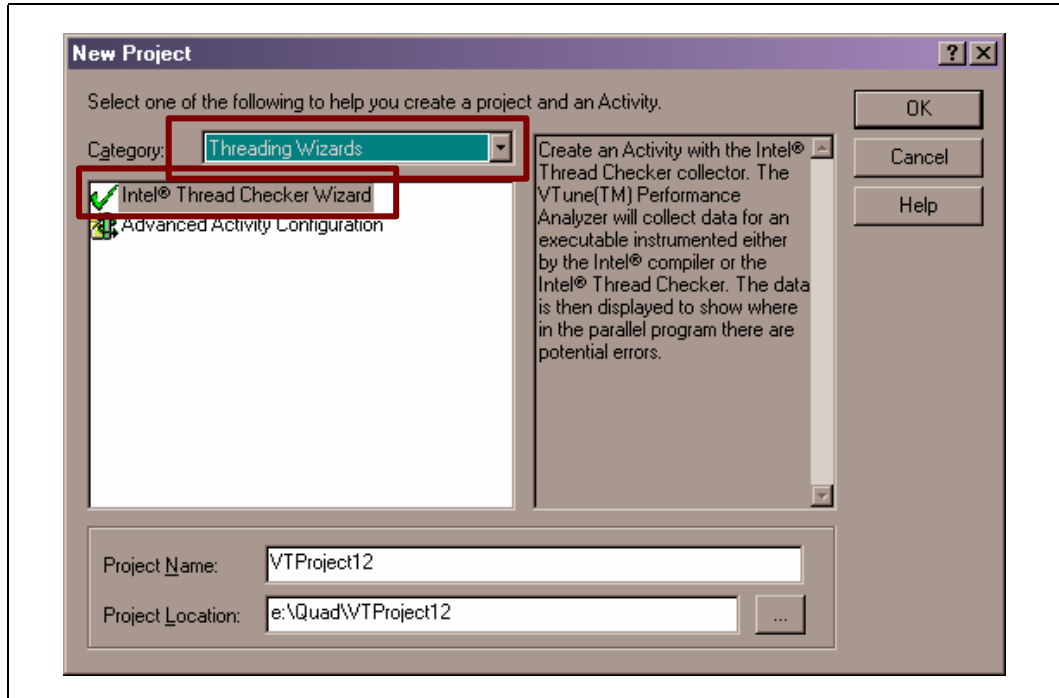 New Project
Select one of the following to help you create a project and an Activity.
Category:
Threading Wizards
Intel® Thread Checker Wizard
Advanced Activity Configuration
Create an Activity with the Intel®
Thread Checker collector. The
VTune(TM) Performance
Analyzer will collect data for an
executable instrumented either
by the Intel® compiler or the
Intel® Thread Checker. The data
is then displayed to show where
in the parallel program there are
potential errors.
OK
Cancel
Help
Project Name:
VTProject12
Project Location:
e:\Quad\VTProject12
...